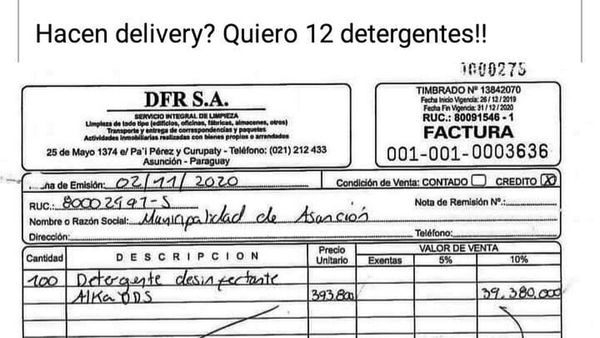 Hacen delivery? Quiero 12 detergentes!!
0000275
DFR S.A.
SERVICIO INTEGRAL DE LIMPIEZA
Limpieza de todo tipo (edificios, oficinas, fábricas, almacenes, otros)
Transporte y entrega de correspondencias y paquetes
Actividades Inmobiliarias realizadas con bienes propios o arrendados
25 de Mayo 1374 e/ Pa'i Pérez y Curupaty - Teléfono: (021) 212 433
Asunción - Paraguay
TIMBRADO Nº 13842070
Fecha Inicio Vigencia: 26/12/2019
Fecha Fin Vigencia: 31/12/2020
RUC.: 80091546 - 1
FACTURA
001-001-0003636
na de Emisión: 02/11/2020
Condición de Venta: CONTADO CREDITO X
RUC.: 80002997-5
Nota de Remisión Nº.:
Nombre o Razón Social: Municipalidad de Asunción
Dirección: Teléfono:
Cantidad DESCRIPCION Precio Unitario VALOR DE VENTA
Exentas 5% 10%
100 Detergente desinfectante
Alka DDS 393.800 39.380.000